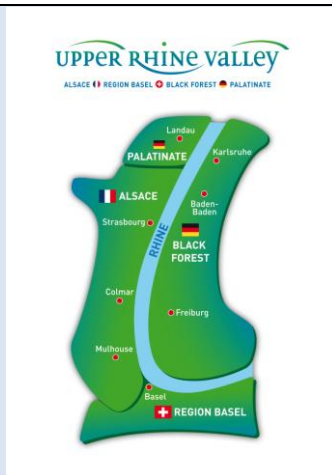 UPPER RHINE VALLEY
ALSACE REGION BASEL BLACK FOREST PALATINATE
Landau
PALATINATE
Karlsruhe
ALSACE
Baden-
Baden
Strasbourg
RHINE
BLACK
FOREST
Colmar
Freiburg
Mulhouse
Basel
REGION BASEL